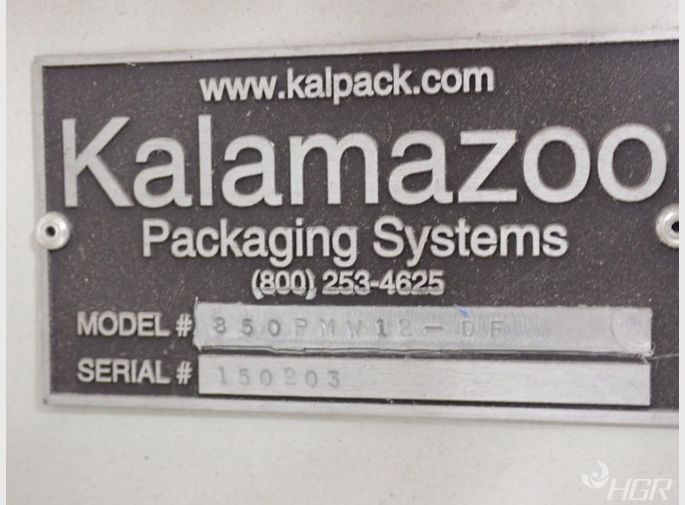 www.kalpack.com
Kalamazoo
Packaging Systems
(800) 253-4625
MODEL # 850PMW12-DF
SERIAL # 150203
HGR